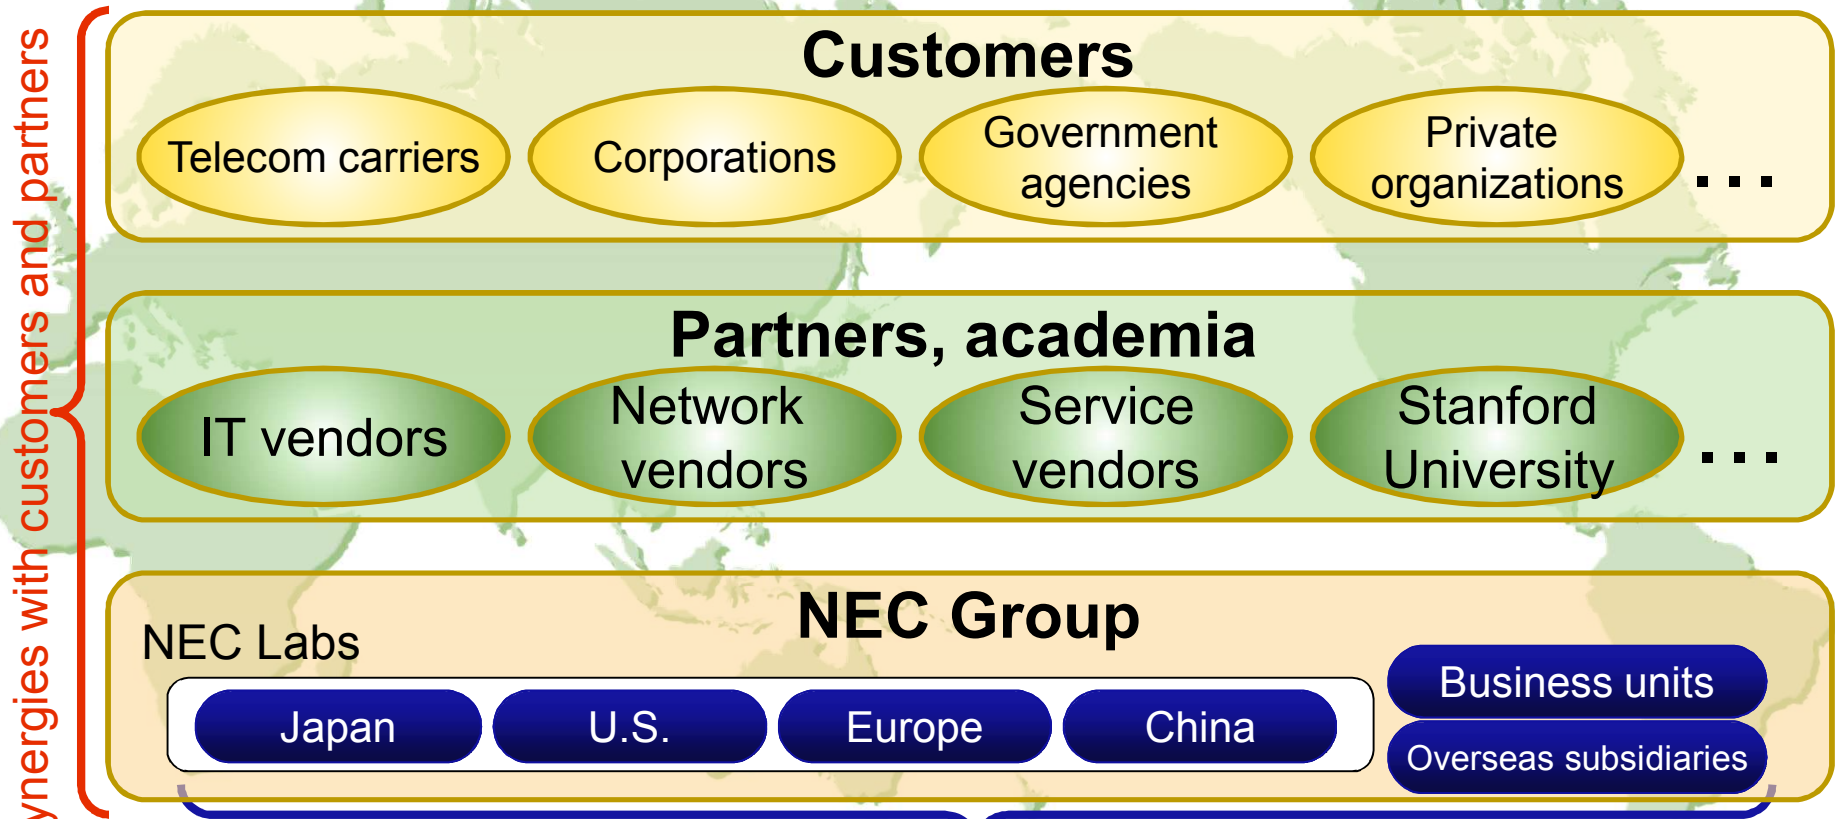 Customers
Telecom carriers
Corporations
Government
agencies
Private
organizations
...
Partners, academia
IT vendors
Network
vendors
Service
vendors
Stanford
University
...
NEC Group
NEC Labs
Japan
U.S.
Europe
China
Business units
Overseas subsidiaries
ynergies with customers and partners